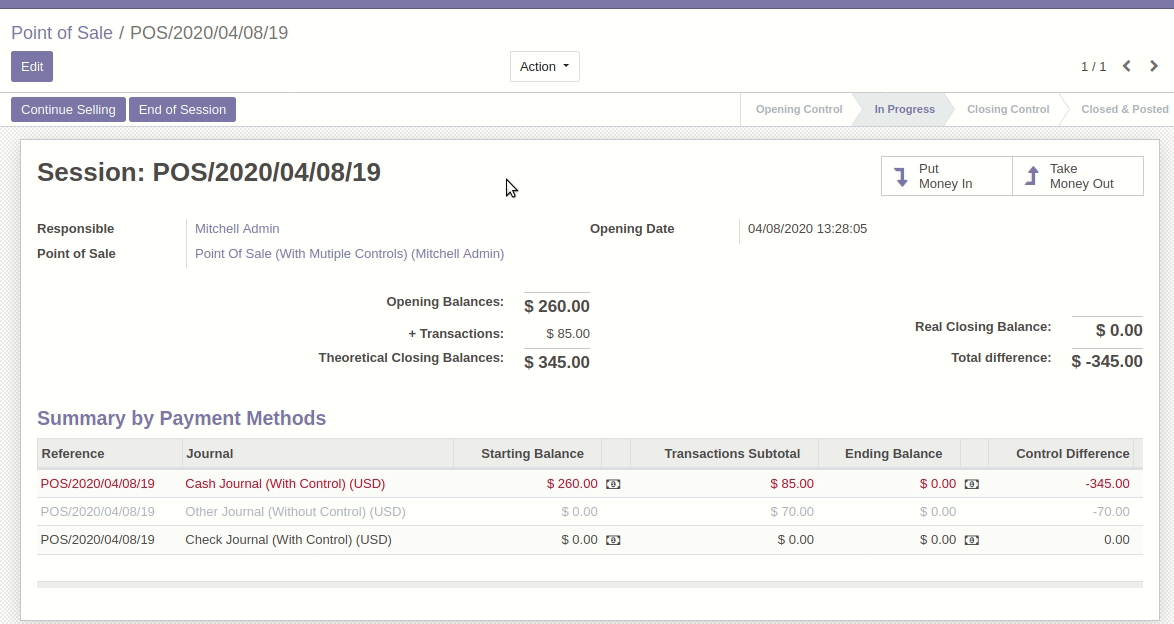 Point of Sale / POS/2020/04/08/19
Edit
Action
1 / 1
Continue Selling
End of Session
Opening Control
In Progress
Closing Control
Closed & Posted
Session: POS/2020/04/08/19
Put
Money In
Take
Money Out
Responsible
Mitchell Admin
Opening Date
04/08/2020 13:28:05
Point of Sale
Point Of Sale (With Mutiple Controls) (Mitchell Admin)
Opening Balances:
$ 260.00
+ Transactions:
$ 85.00
Theoretical Closing Balances:
$ 345.00
Real Closing Balance:
$ 0.00
Total difference:
$ -345.00
Summary by Payment Methods
Reference Journal Starting Balance Transactions Subtotal Ending Balance Control Difference
POS/2020/04/08/19 Cash Journal (With Control) (USD) $ 260.00 $ 85.00 $ 0.00 -345.00
POS/2020/04/08/19 Other Journal (Without Control) (USD) $ 0.00 $ 70.00 $ 0.00 -70.00
POS/2020/04/08/19 Check Journal (With Control) (USD) $ 0.00 $ 0.00 $ 0.00 0.00